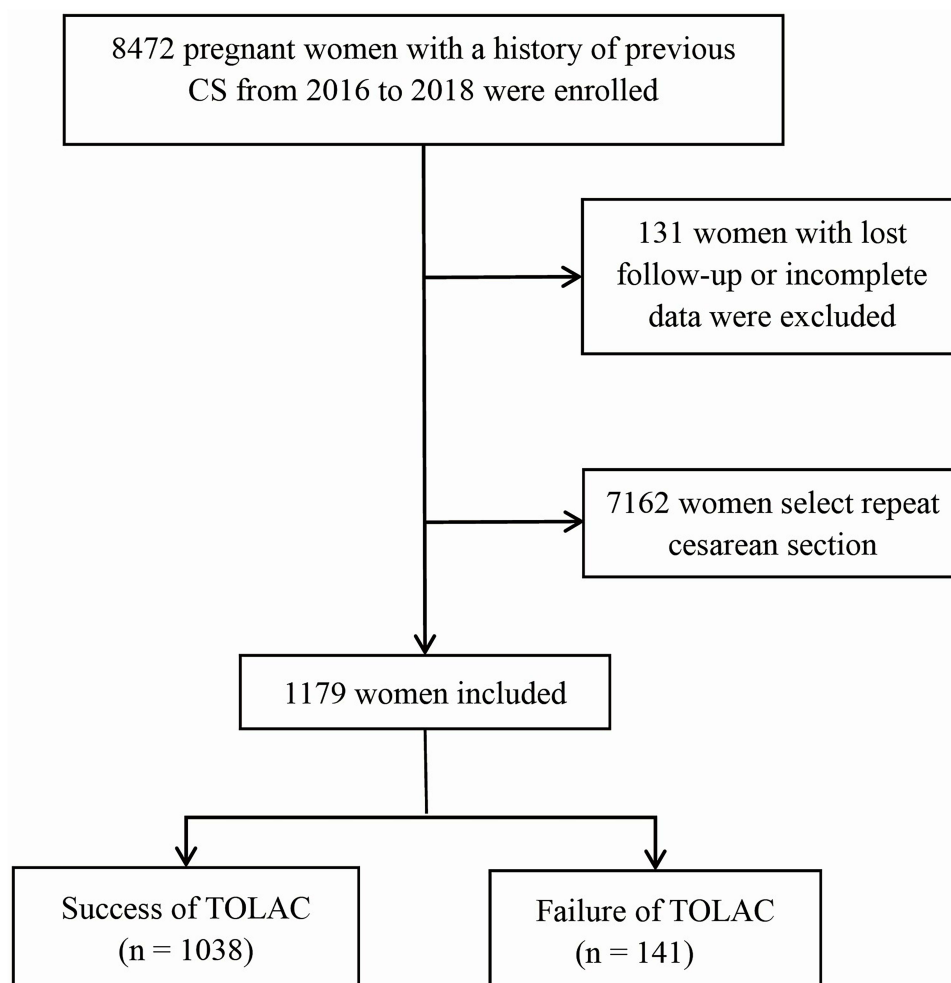 8472 pregnant women with a history of previous
CS from 2016 to 2018 were enrolled
131 women with lost
follow-up or incomplete
data were excluded
7162 women select repeat
cesarean section
1179 women included
Success of TOLAC
(n = 1038)
Failure of TOLAC
(n = 141)